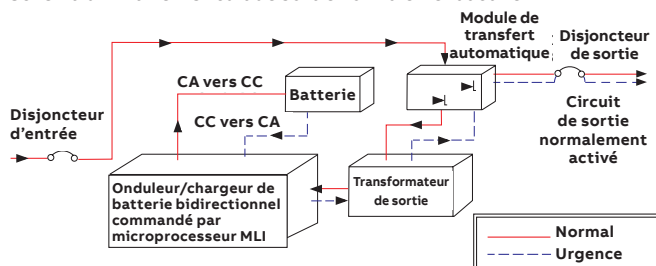 Module de
transfert
automatique
Disjoncteur
de sortie
CA vers CC
Batterie
Disjoncteur
d'entrée
CC vers CA
Circuit
de sortie
normalement
activé
Onduleur/chargeur de
batterie bidirectionnel
commandé par
microprocesseur MLI
Transformateur
de sortie
Normal
Urgence